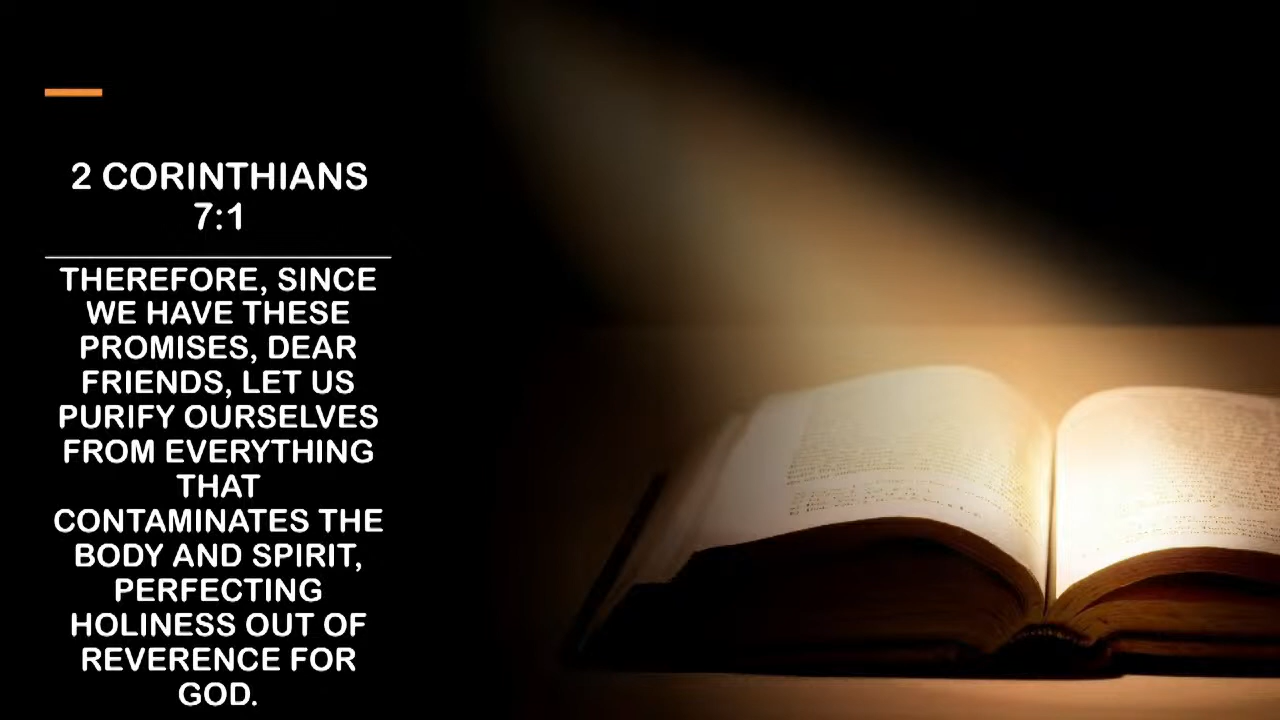 2 CORINTHIANS
7:1
THEREFORE, SINCE
WE HAVE THESE
PROMISES, DEAR
FRIENDS, LET US
PURIFY OURSELVES
FROM EVERYTHING
THAT
CONTAMINATES THE
BODY AND SPIRIT,
PERFECTING
HOLINESS OUT OF
REVERENCE FOR
GOD.